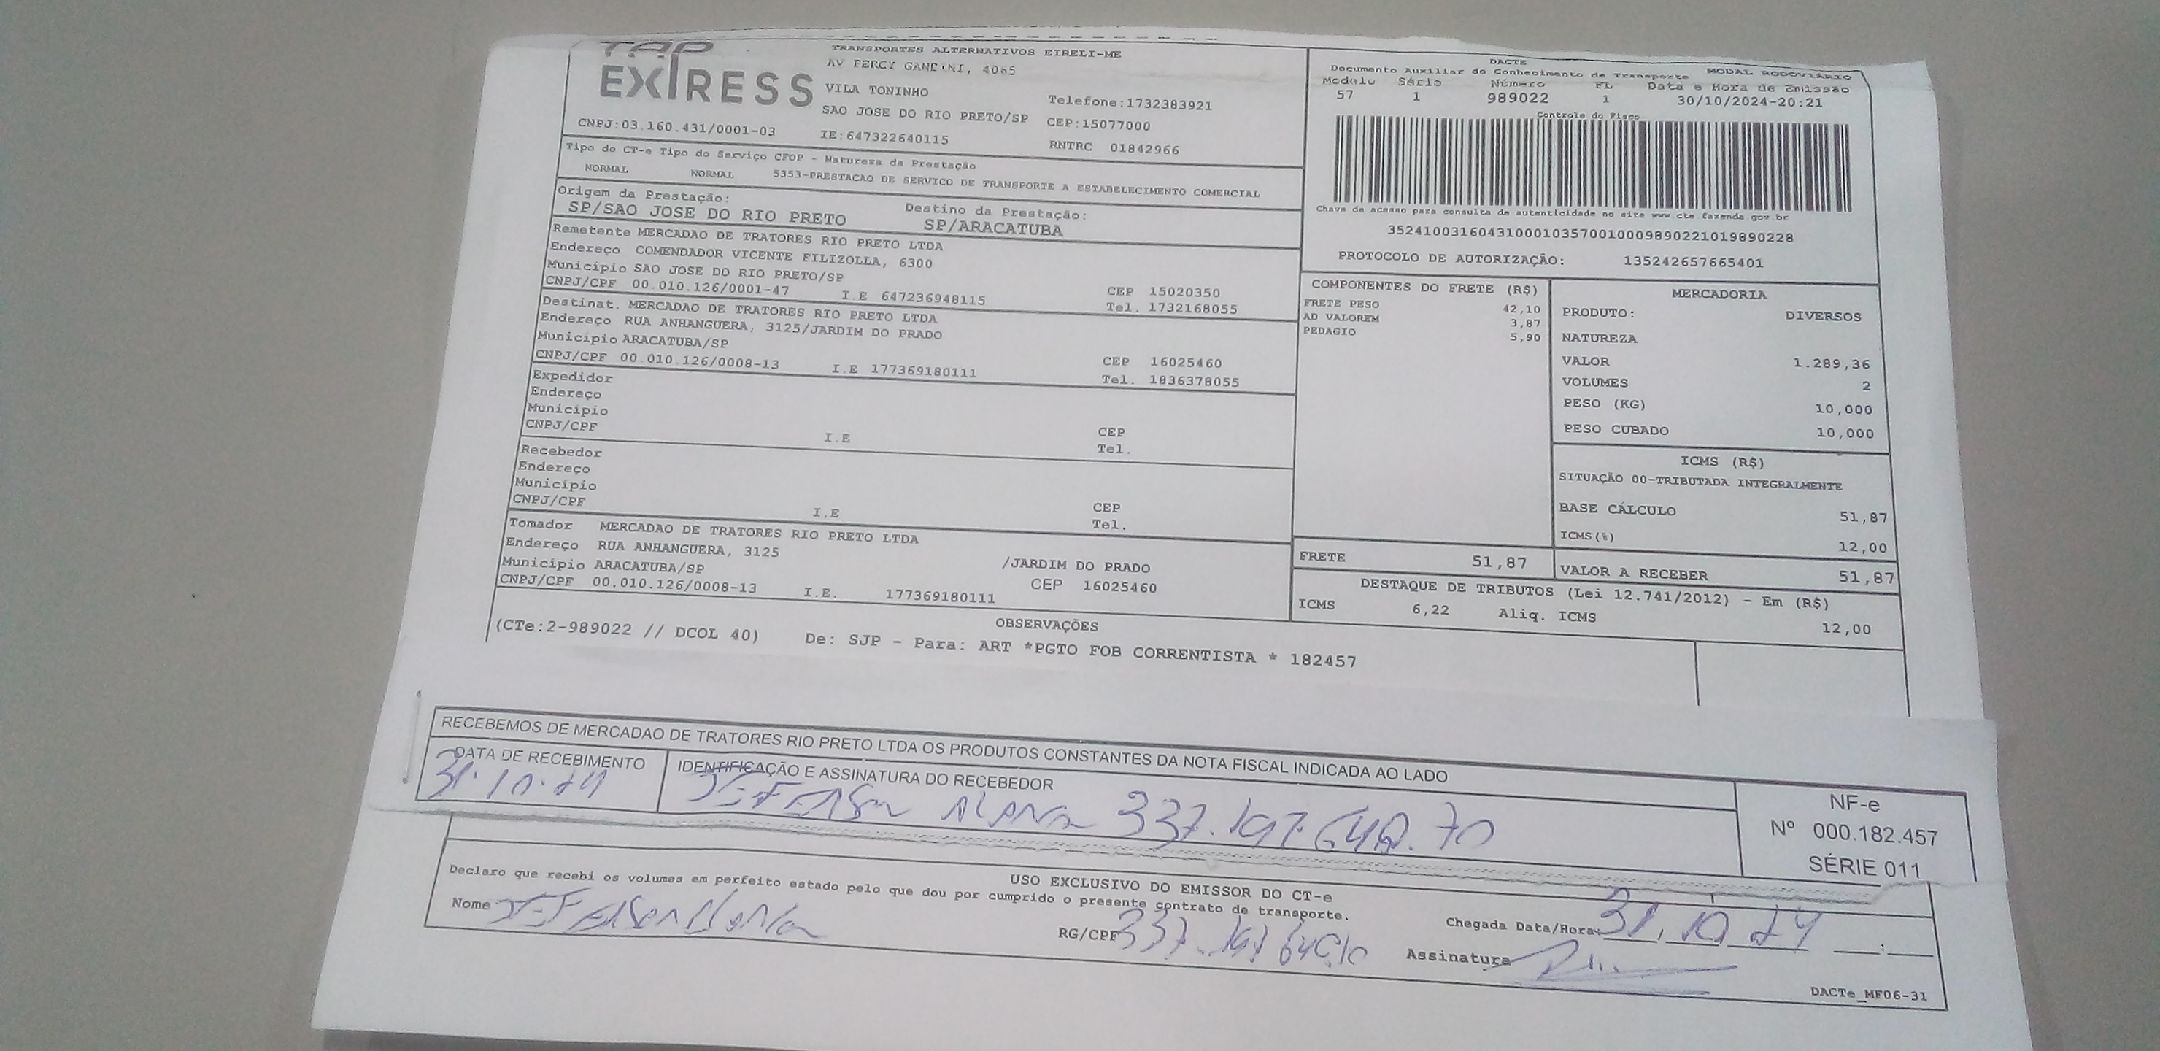 TAP
EXPRESS
TRANSPORTES ALTERNATIVOS EIRELI-ME
AV PERCY GANDINI, 4065
VILA TONINHO
Telefone:1732383921
SAO JOSE DO RIO PRETO/SP CEP:15077000
CNPJ:03.160.431/0001-03 IE:647322640115 RNTRC 01842966
Tipo do CT-e Tipo do Serviço CFOP - Natureza da Prestação
NORMAL NORMAL 5353-PRESTACAO DE SERVICO DE TRANSPORTE A ESTABELECIMENTO COMERCIAL
Origem da Prestação: Destino da Prestação:
SP/SAO JOSE DO RIO PRETO SP/ARACATUBA
Remetente MERCADAO DE TRATORES RIO PRETO LTDA
Endereço COMENDADOR VICENTE FILIZOLLA, 6300
Município SAO JOSE DO RIO PRETO/SP CEP 15020350
CNPJ/CPF 00.010.126/0001-47 I.E 647236948115 Tel. 1732168055
Destinat. MERCADAO DE TRATORES RIO PRETO LTDA
Endereço RUA ANHANGUERA, 3125/JARDIM DO PRADO
Município ARACATUBA/SP CEP 16025460
CNPJ/CPF 00.010.126/0008-13 I.E 177369180111 Tel. 1836378055
Expedidor
Endereço
Município CEP
CNPJ/CPF I.E Tel.
Recebedor
Endereço
Município CEP
CNPJ/CPF I.E Tel.
Tomador MERCADAO DE TRATORES RIO PRETO LTDA
Endereço RUA ANHANGUERA, 3125 /JARDIM DO PRADO
Município ARACATUBA/SP CEP 16025460
CNPJ/CPF 00.010.126/0008-13 I.E. 177369180111
OBSERVAÇÕES
(CTe:2-989022 // DCOL 40) De: SJP - Para: ART *PGTO FOB CORRENTISTA * 182457
DACTE
Documento Auxiliar do Conhecimento de Transporte MODAL RODOVIÁRIO
Modelo Série Número FL Data e Hora de Emissão
57 1 989022 1 30/10/2024-20:21
Controle do Fisco
Chave de acesso para consulta de autenticidade no site www.cte.fazenda.gov.br
35241003160431000103570010009890221019890228
PROTOCOLO DE AUTORIZAÇÃO: 135242657665401
COMPONENTES DO FRETE (R$)
FRETE PESO 42,10
AD VALOREM 3,87
PEDAGIO 5,90
MERCADORIA
PRODUTO: DIVERSOS
NATUREZA
VALOR 1.289,36
VOLUMES 2
PESO (KG) 10,000
PESO CUBADO 10,000
ICMS (R$)
SITUAÇÃO 00-TRIBUTADA INTEGRALMENTE
BASE CÁLCULO 51,87
ICMS(%) 12,00
FRETE 51,87 VALOR A RECEBER 51,87
DESTAQUE DE TRIBUTOS (Lei 12.741/2012) - Em (R$)
ICMS 6,22 Aliq. ICMS 12,00
RECEBEMOS DE MERCADAO DE TRATORES RIO PRETO LTDA OS PRODUTOS CONSTANTES DA NOTA FISCAL INDICADA AO LADO
DATA DE RECEBIMENTO IDENTIFICAÇÃO E ASSINATURA DO RECEBEDOR
31.10.24
NF-e
Nº 000.182.457
SÉRIE 011
USO EXCLUSIVO DO EMISSOR DO CT-e
Declaro que recebi os volumes em perfeito estado pelo que dou por cumprido o presente contrato de transporte.
Nome RG/CPF Chegada Data/Hora: 31.10 24 :
Assinatura
DACTe_MF06-31